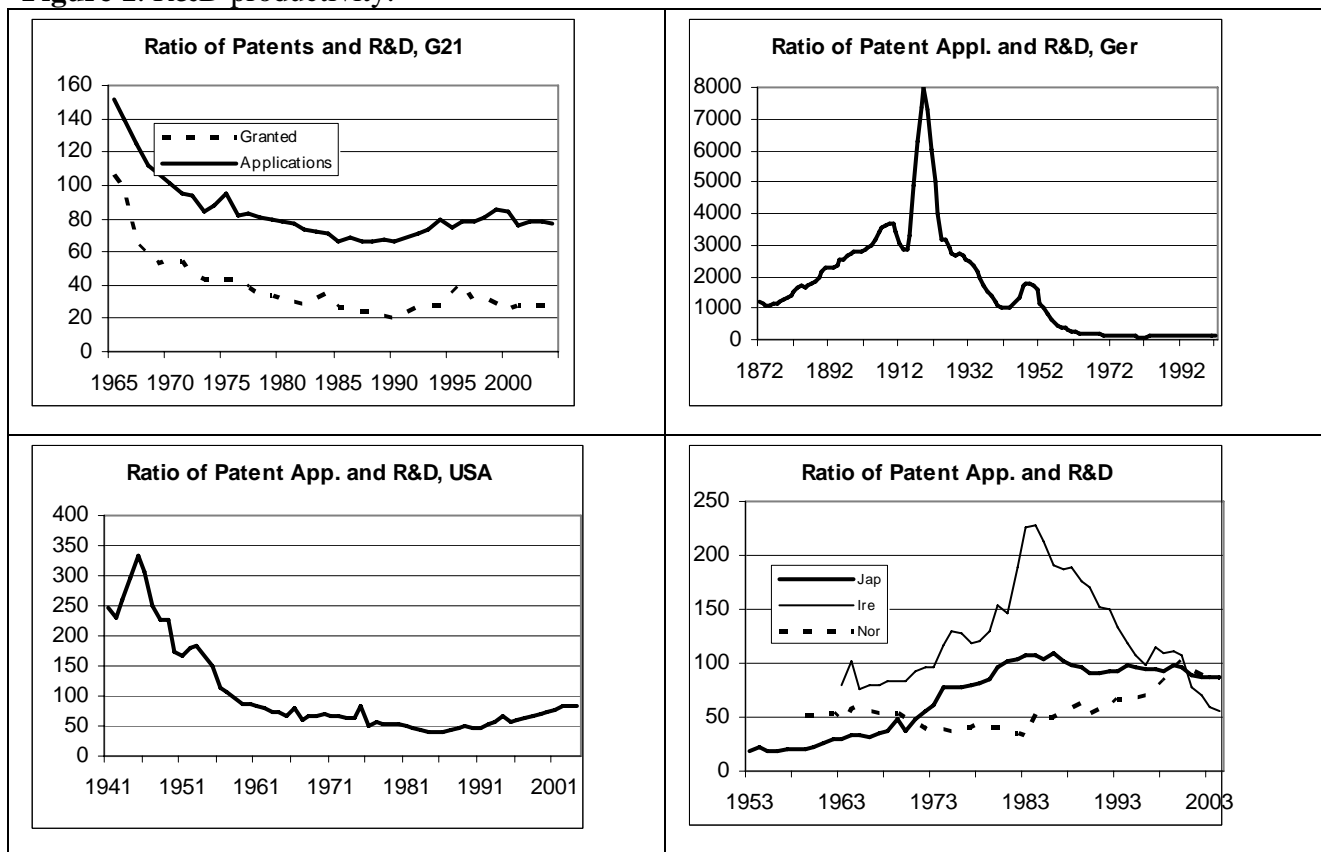 Ratio of Patents and R&D, G21
160
140
120
100
80
60
40
20
0
Granted
Applications
1965 1970 1975 1980 1985 1990 1995 2000
Ratio of Patent Appl. and R&D, Ger
8000
7000
6000
5000
4000
3000
2000
1000
0
1872 1892 1912 1932 1952 1972 1992
Ratio of Patent App. and R&D, USA
400
350
300
250
200
150
100
50
0
1941 1951 1961 1971 1981 1991 2001
Ratio of Patent App. and R&D
250
200
150
100
50
0
Jap
Ire
Nor
1953 1963 1973 1983 1993 2003